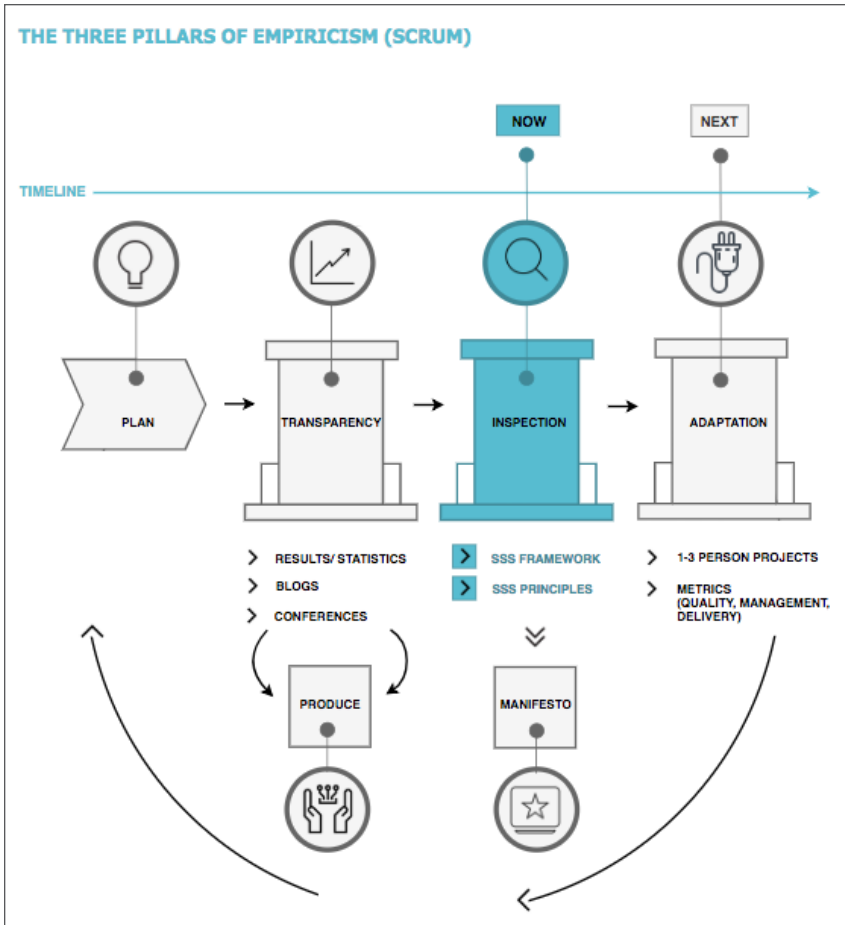 THE THREE PILLARS OF EMPIRICISM (SCRUM)
NOW
NEXT
TIMELINE
PLAN
TRANSPARENCY
INSPECTION
ADAPTATION
RESULTS/ STATISTICS
BLOGS
CONFERENCES
SSS FRAMEWORK
SSS PRINCIPLES
1-3 PERSON PROJECTS
METRICS
(QUALITY, MANAGEMENT,
DELIVERY)
PRODUCE
MANIFESTO